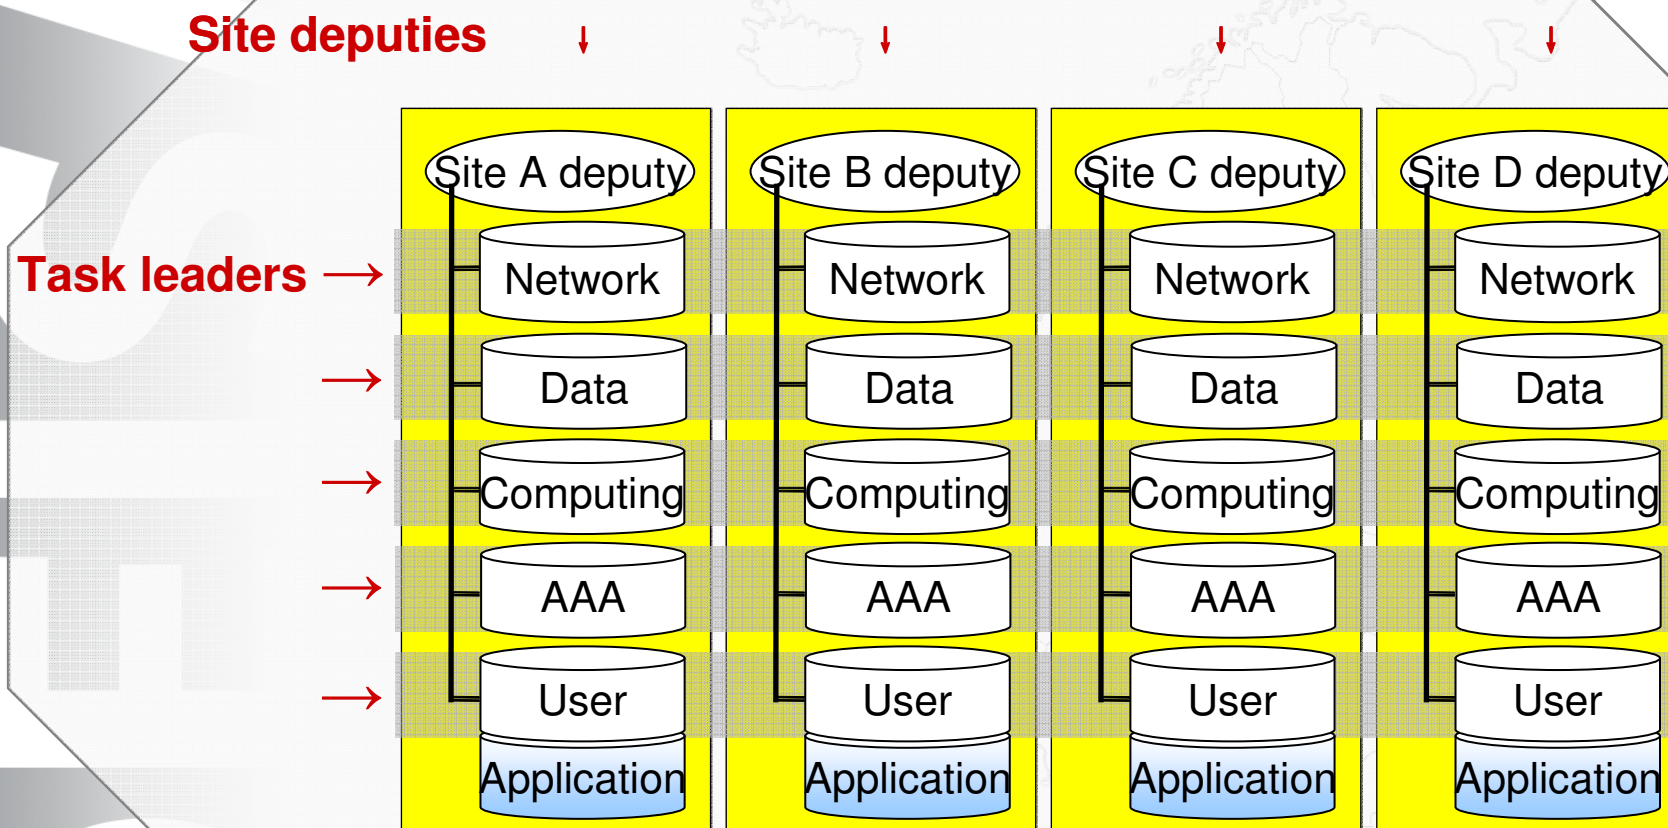 Site deputies ↓ ↓ ↓ ↓
Site A deputy Site B deputy Site C deputy Site D deputy
Task leaders → Network Network Network Network
→ Data Data Data Data
→ Computing Computing Computing Computing
→ AAA AAA AAA AAA
→ User User User User
Application Application Application Application